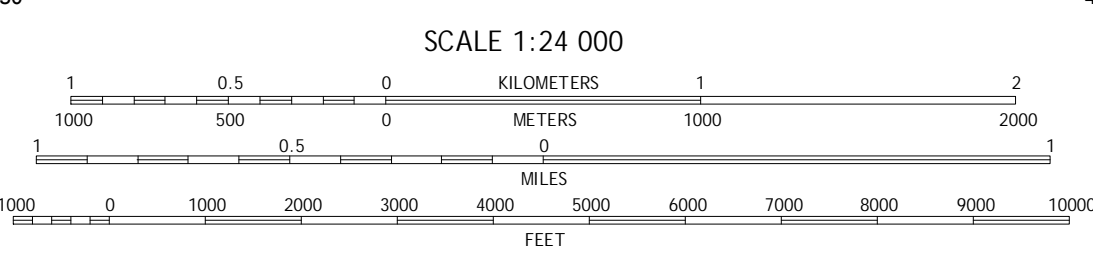 SCALE 1:24 000
1 0.5 0 KILOMETERS 1 2
1000 500 0 METERS 1000 2000
1 0.5 0 1
MILES
1000 0 1000 2000 3000 4000 5000 6000 7000 8000 9000 10000
FEET